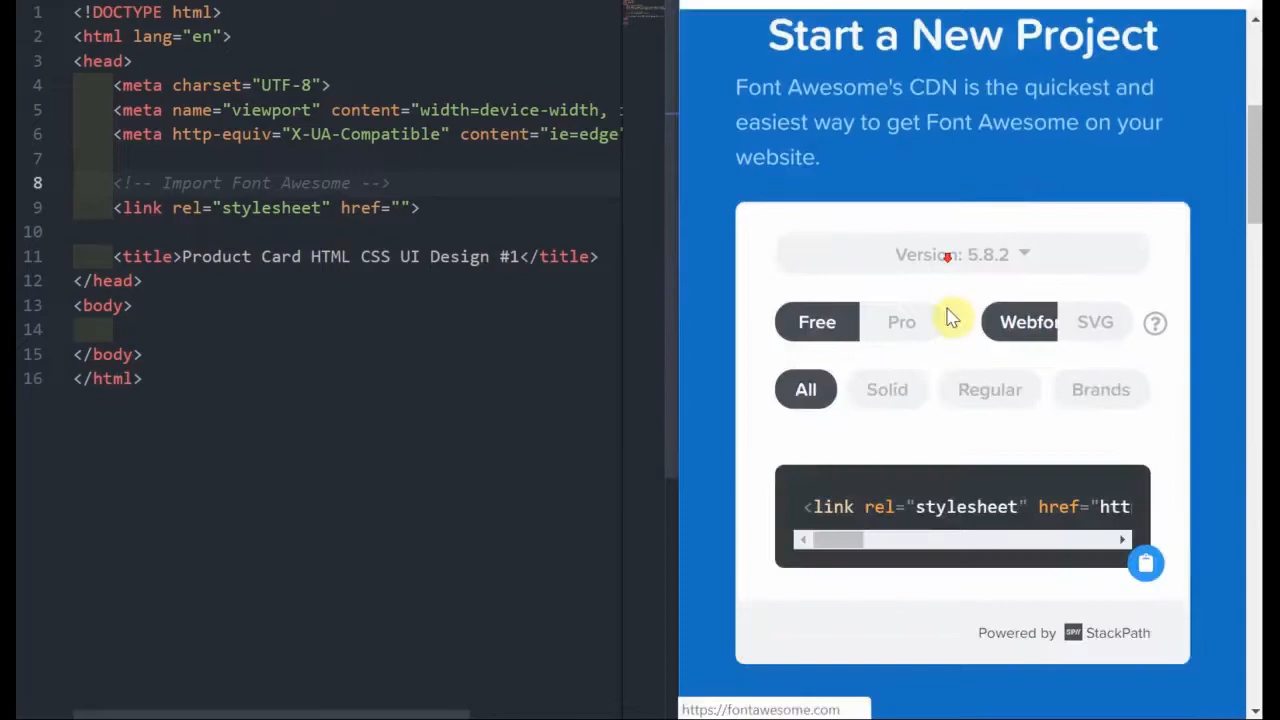 1 <!DOCTYPE html>
2 <html lang="en">
3 <head>
4 <meta charset="UTF-8">
5 <meta name="viewport" content="width=device-width,
6 <meta http-equiv="X-UA-Compatible" content="ie=edge"
7
8 <!-- Import Font Awesome -->
9 <link rel="stylesheet" href="">
10
11 <title>Product Card HTML CSS UI Design #1</title>
12 </head>
13 <body>
14
15 </body>
16 </html>
Start a New Project
Font Awesome's CDN is the quickest and
easiest way to get Font Awesome on your
website.
Version: 5.8.2
Free Pro Webfor SVG ?
All Solid Regular Brands
<link rel="stylesheet" href="htt
Powered by SP// StackPath
https://fontawesome.com